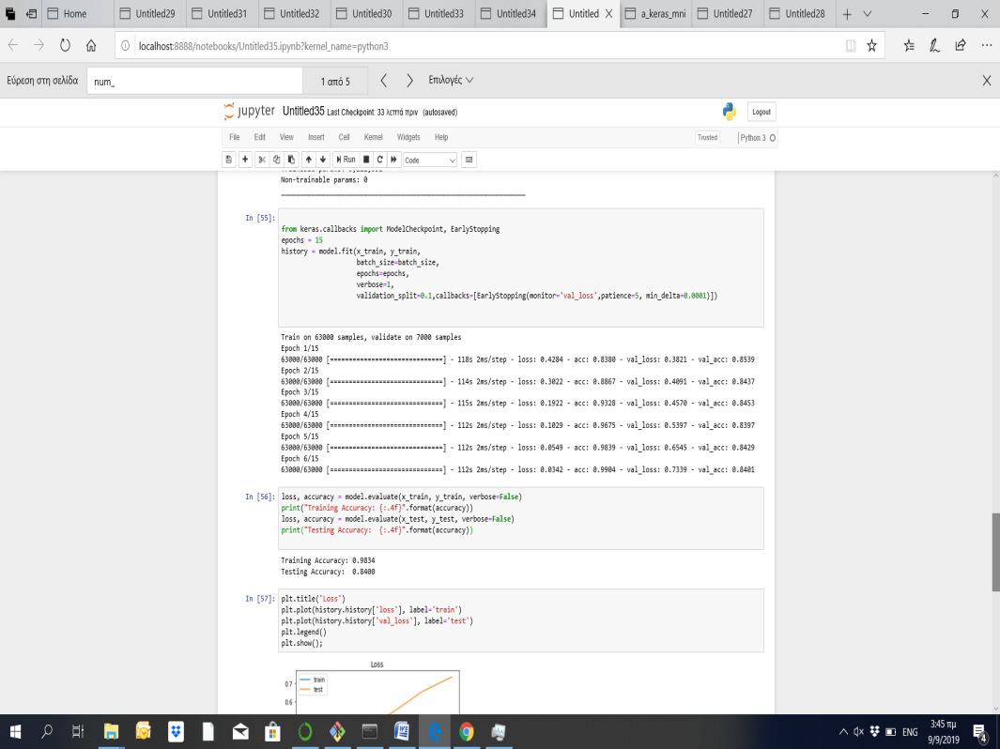 Home
Untitled29
Untitled31
Untitled32
Untitled30
Untitled33
Untitled34
Untitled
a_keras_mni
Untitled27
Untitled28
localhost:8888/notebooks/Untitled35.ipynb?kernel_name=python3
Εύρεση στη σελίδα
num_
1 από 5
Επιλογές
jupyter Untitled35 Last Checkpoint: 33 λεπτά πριν (autosaved)
Logout
File Edit View Insert Cell Kernel Widgets Help
Trusted
Python 3
Run
Code
Non-trainable params: 0
In [55]:
from keras.callbacks import ModelCheckpoint, EarlyStopping
epochs = 15
history = model.fit(x_train, y_train,
batch_size=batch_size,
epochs=epochs,
verbose=1,
validation_split=0.1,callbacks=[EarlyStopping(monitor='val_loss',patience=5, min_delta=0.0001)])
Train on 63000 samples, validate on 7000 samples
Epoch 1/15
63000/63000 [==============================] - 118s 2ms/step - loss: 0.4284 - acc: 0.8380 - val_loss: 0.3821 - val_acc: 0.8539
Epoch 2/15
63000/63000 [==============================] - 114s 2ms/step - loss: 0.3022 - acc: 0.8867 - val_loss: 0.4091 - val_acc: 0.8437
Epoch 3/15
63000/63000 [==============================] - 115s 2ms/step - loss: 0.1922 - acc: 0.9328 - val_loss: 0.4570 - val_acc: 0.8453
Epoch 4/15
63000/63000 [==============================] - 112s 2ms/step - loss: 0.1029 - acc: 0.9675 - val_loss: 0.5397 - val_acc: 0.8397
Epoch 5/15
63000/63000 [==============================] - 112s 2ms/step - loss: 0.0549 - acc: 0.9839 - val_loss: 0.6545 - val_acc: 0.8429
Epoch 6/15
63000/63000 [==============================] - 112s 2ms/step - loss: 0.0342 - acc: 0.9904 - val_loss: 0.7339 - val_acc: 0.8401
In [56]:
loss, accuracy = model.evaluate(x_train, y_train, verbose=False)
print("Training Accuracy: {:.4f}".format(accuracy))
loss, accuracy = model.evaluate(x_test, y_test, verbose=False)
print("Testing Accuracy:  {:.4f}".format(accuracy))
Training Accuracy: 0.9834
Testing Accuracy:  0.8400
In [57]:
plt.title('Loss')
plt.plot(history.history['loss'], label='train')
plt.plot(history.history['val_loss'], label='test')
plt.legend()
plt.show();
Loss
0.7
train
test
0.6
ENG
3:45 πμ
9/9/2019
4